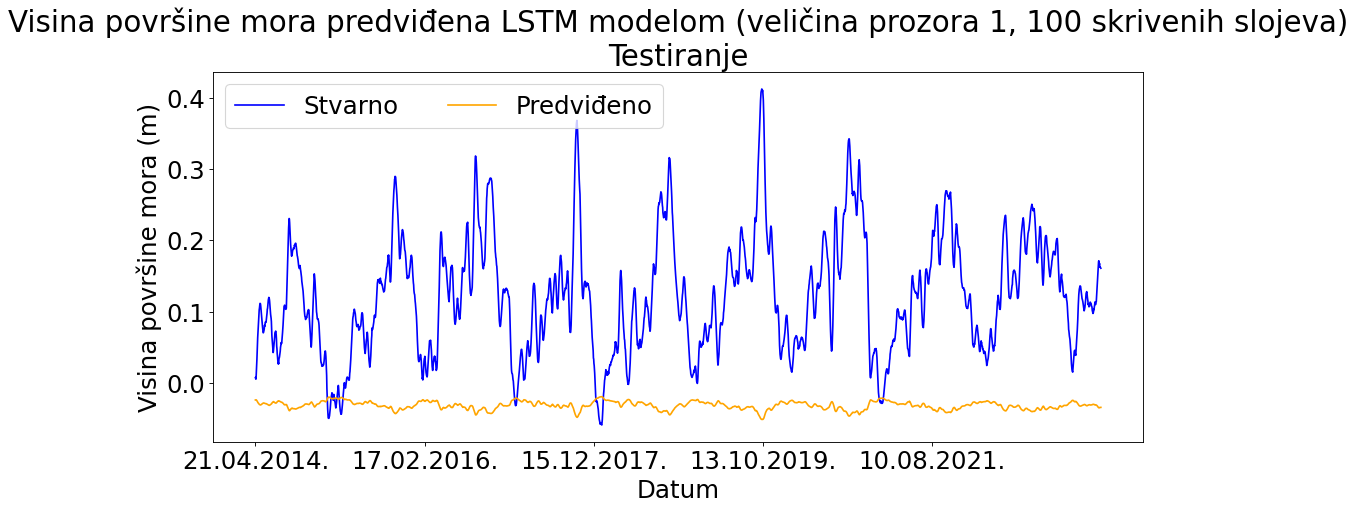 Visina površine mora predviđena LSTM modelom (veličina prozora 1, 100 skrivenih slojeva)
Testiranje
Stvarno
Predviđeno
Visina površine mora (m)
0.4
0.3
0.2
0.1
0.0
21.04.2014.
17.02.2016.
15.12.2017.
13.10.2019.
10.08.2021.
Datum